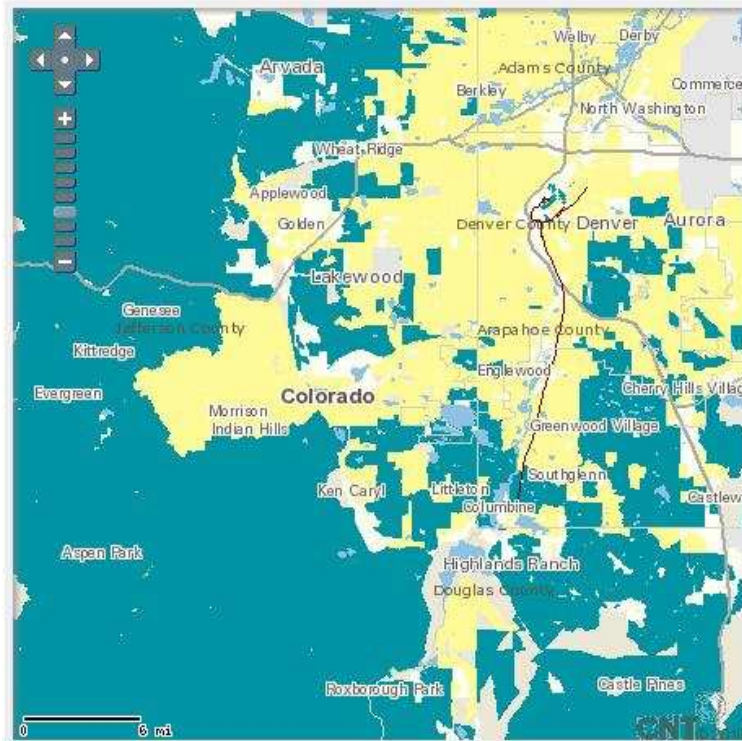 Welby
Derby
Arvada
Adams County
Commerce
Berkley
North Washington
Wheat Ridge
Applewood
Golden
Denver County
Denver
Aurora
Lakewood
Genesee
Jefferson County
Arapahoe County
Kittredge
Englewood
Evergreen
Colorado
Cherry Hills Villag
Morrison
Indian Hills
Greenwood Village
Ken Caryl
Littleton
Southglenn
Columbine
Castlew
Aspen Park
Highlands Ranch
Douglas County
Roxborough Park
Castle Pines
CNT
0 6 mi